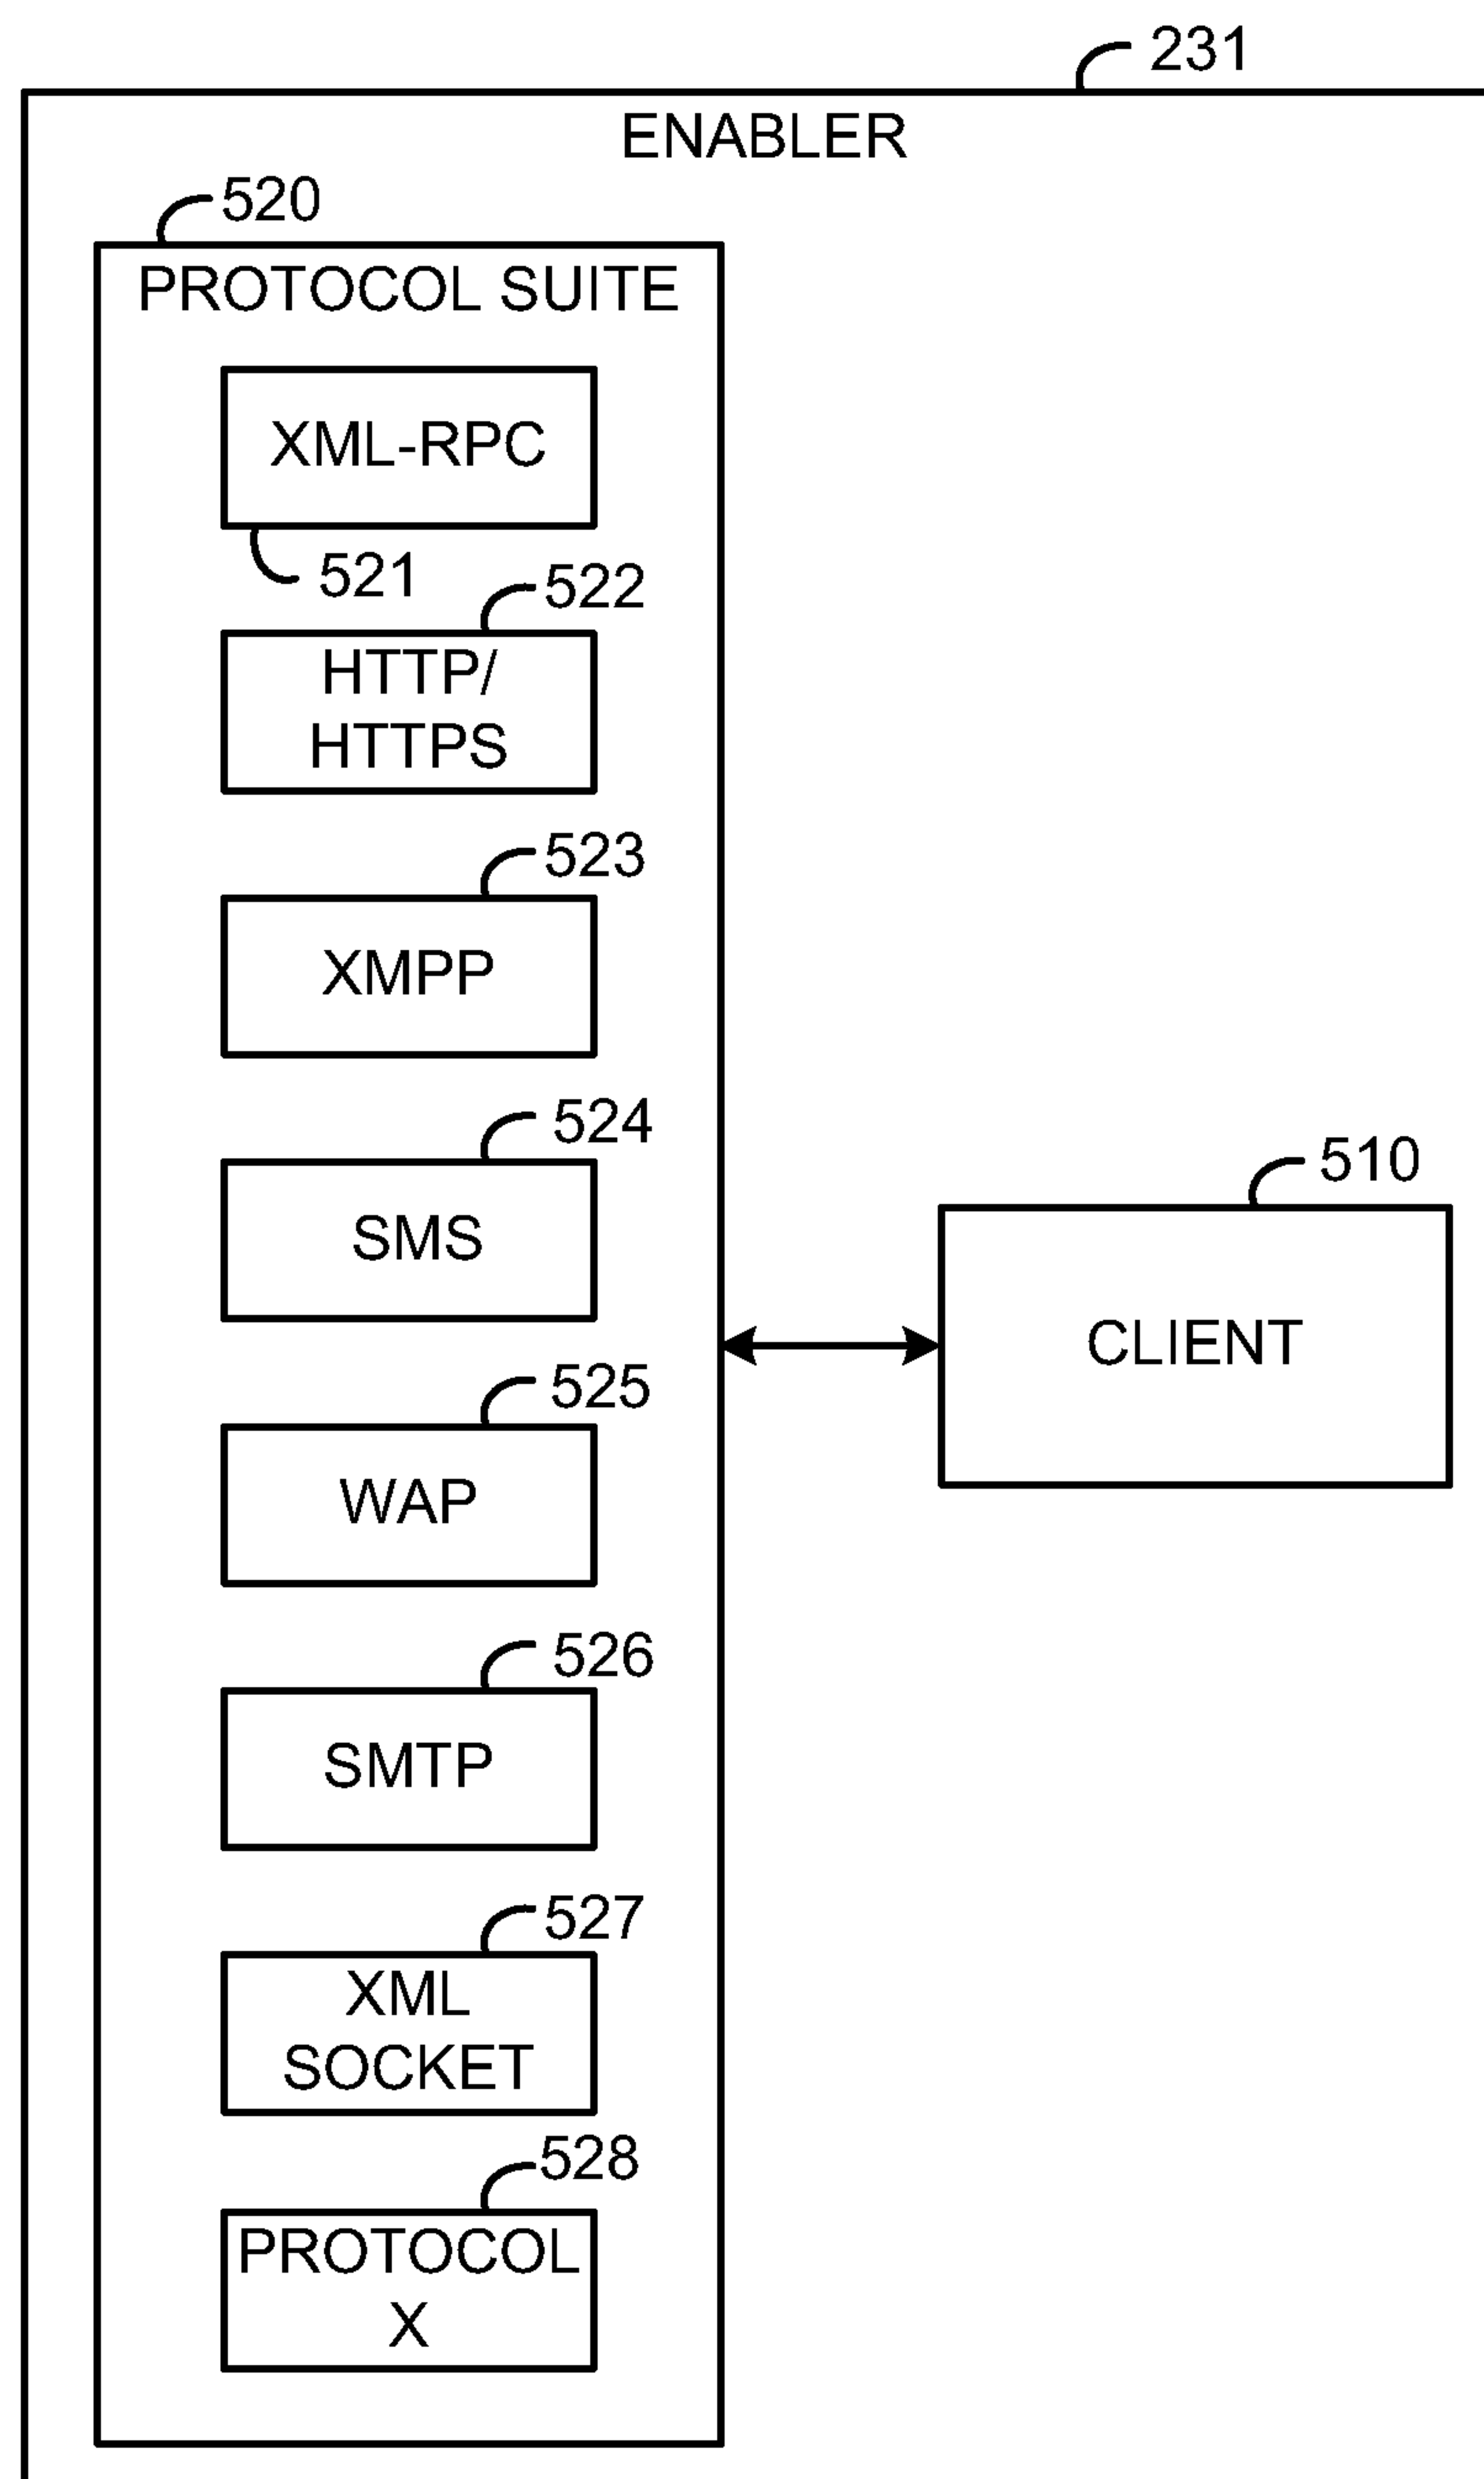 231
ENABLER
520
PROTOCOL SUITE
XML-RPC
521
522
HTTP/
HTTPS
523
XMPP
524
SMS
510
CLIENT
525
WAP
526
SMTP
527
XML
SOCKET
528
PROTOCOL
X